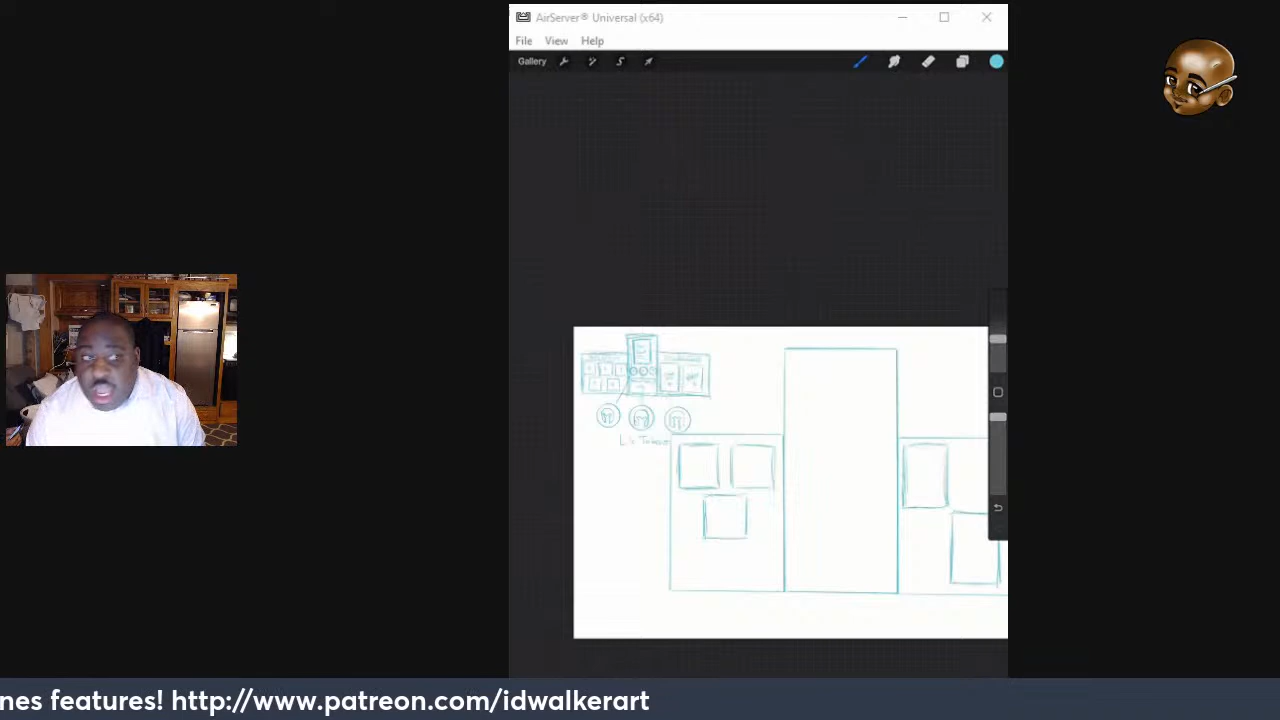 AirServer® Universal (x64)
File View Help
Gallery
nes features! http://www.patreon.com/idwalkerart